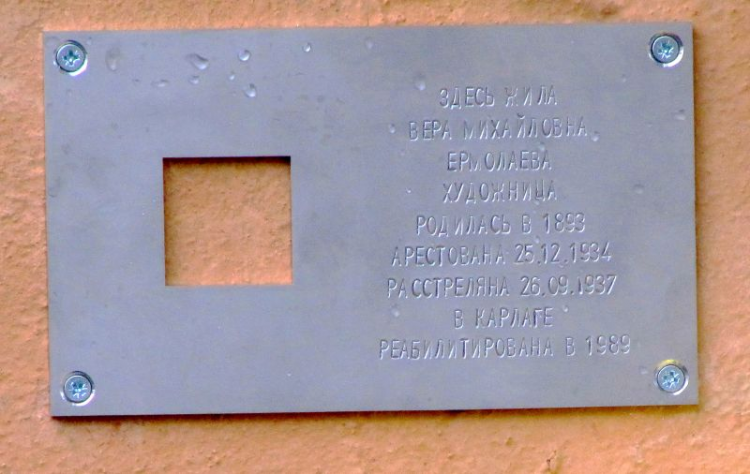 ЗДЕСЬ ЖИЛА
ВЕРА МИХАЙЛОВНА
ЕРМОЛАЕВА
ХУДОЖНИЦА
РОДИЛАСЬ В 1893
АРЕСТОВАНА 25.12.1934
РАССТРЕЛЯНА 26.09.1937
В КАРЛАГЕ
РЕАБИЛИТИРОВАНА В 1989